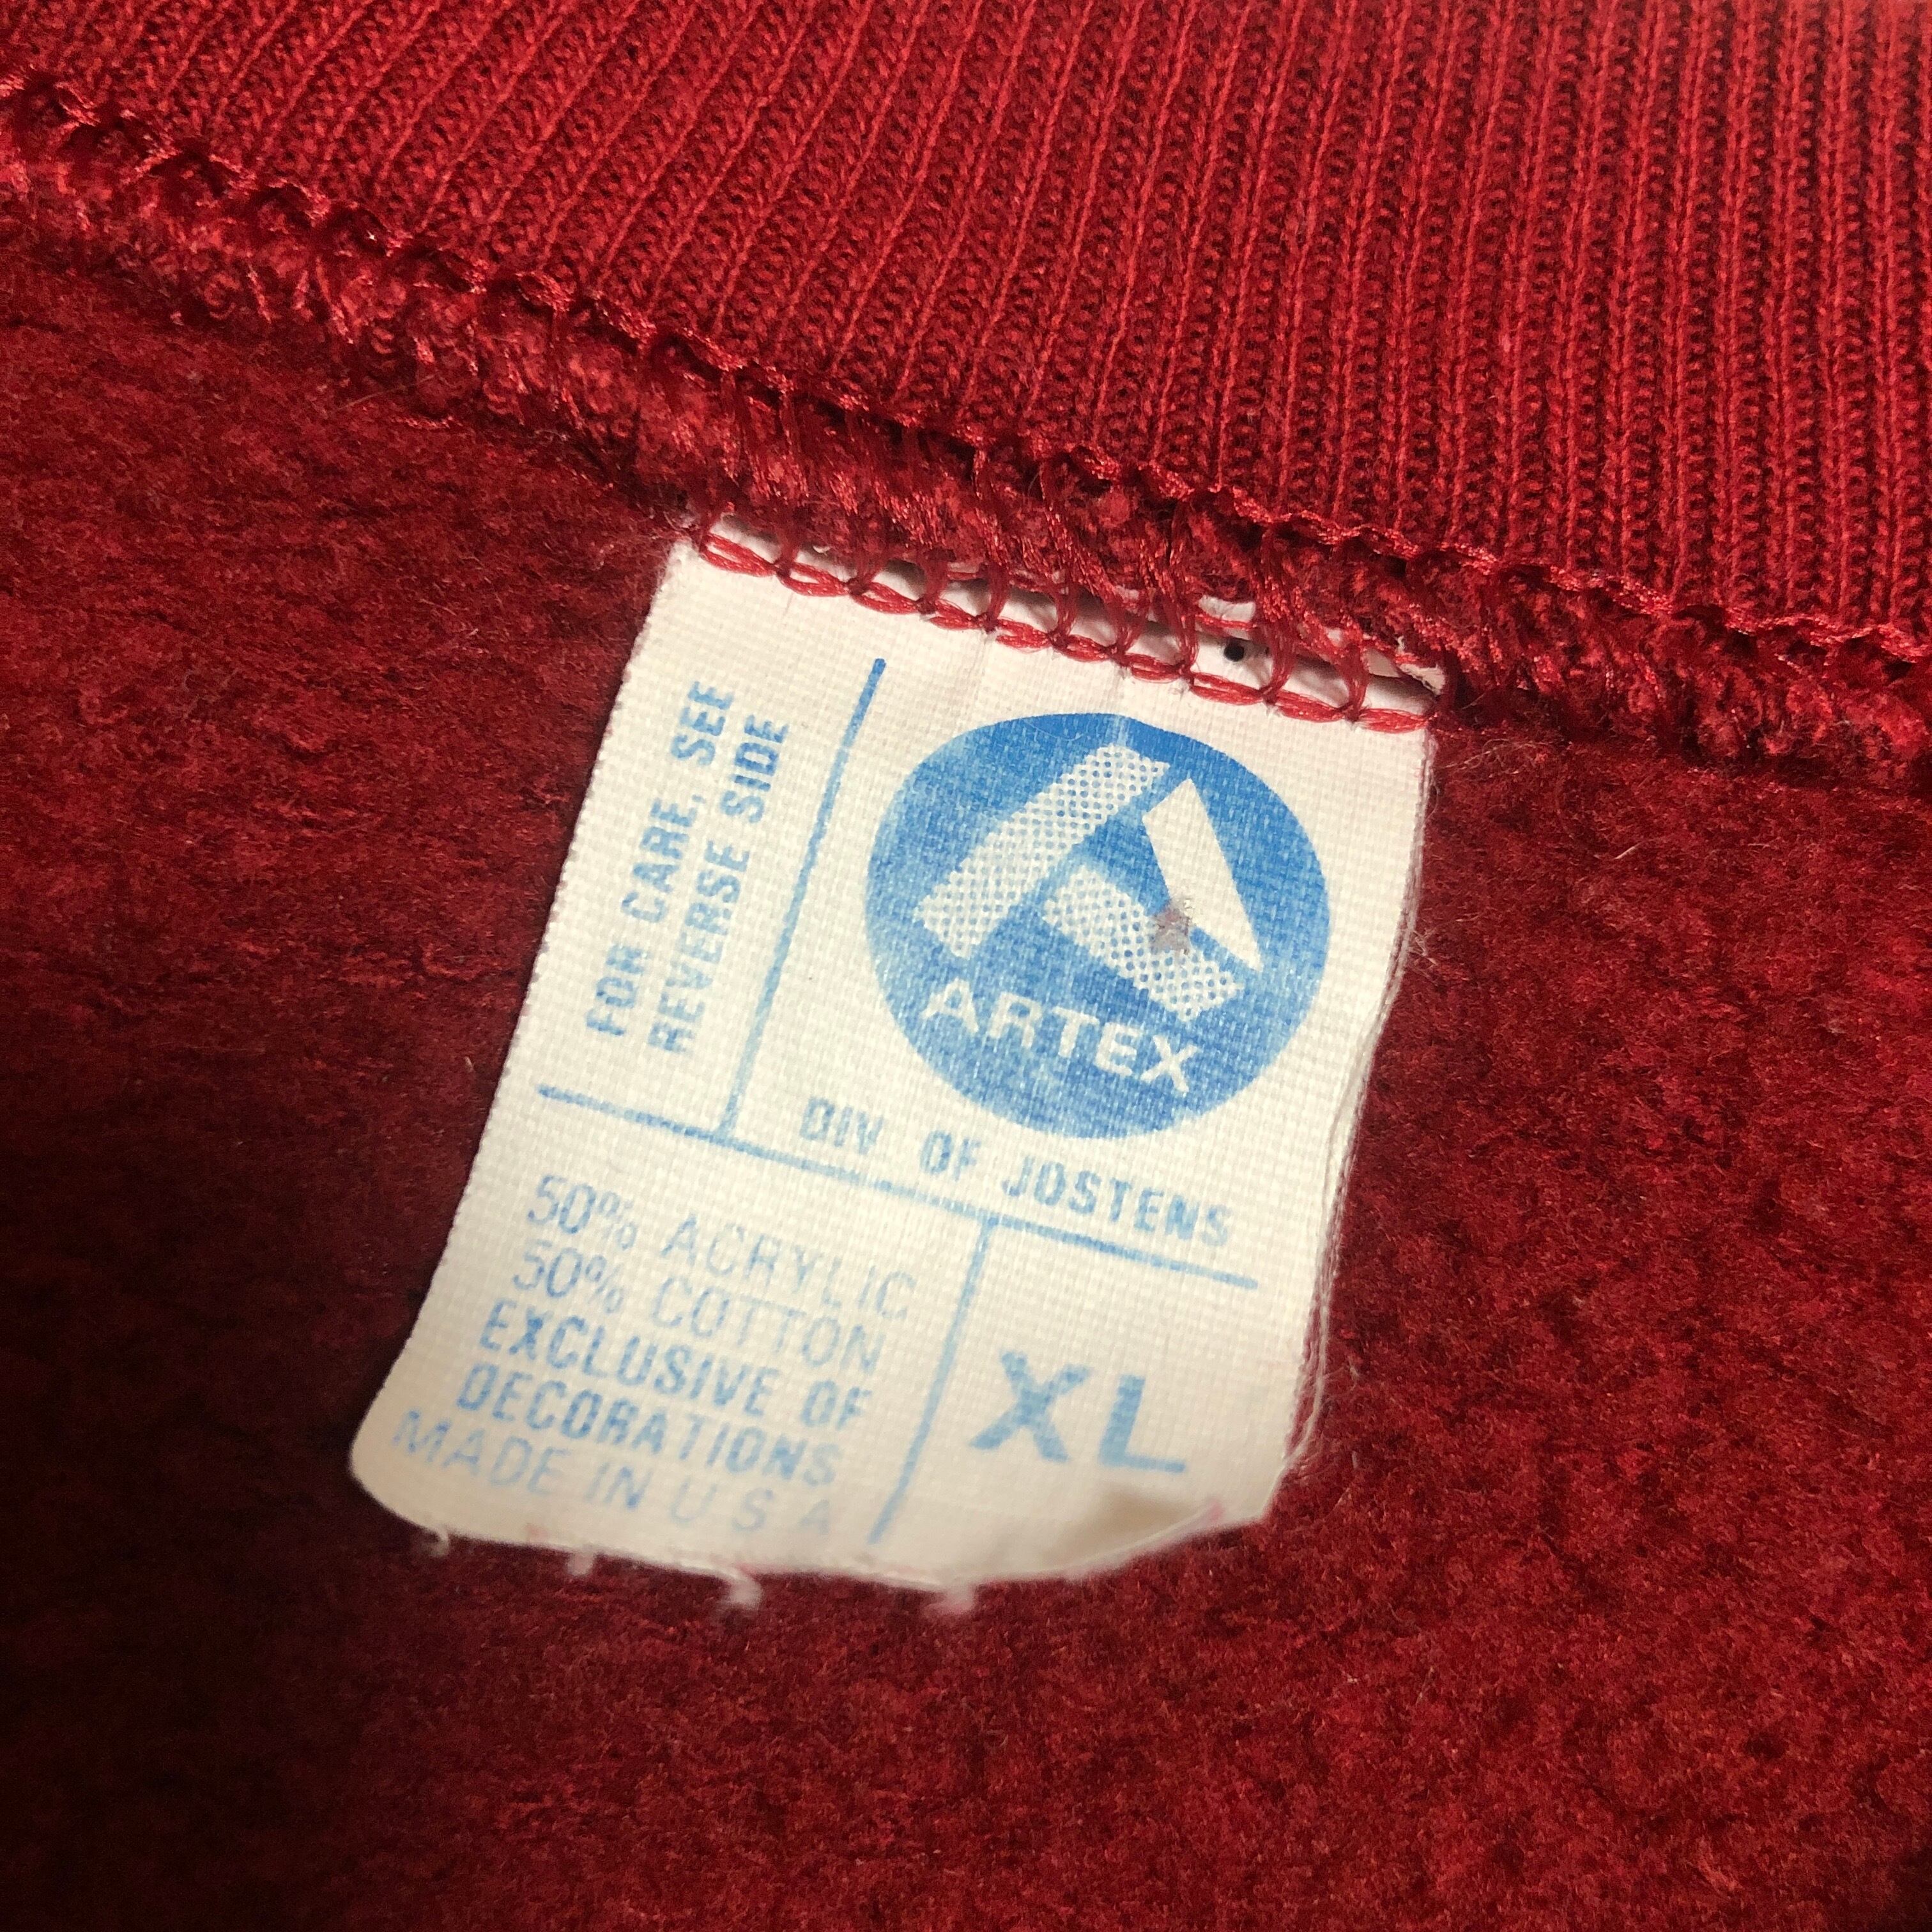 FOR CARE, SEE
REVERSE SIDE
ARTEX
DIV OF JOSTENS
50% ACRYLIC
50% COTTON
EXCLUSIVE OF
DECORATIONS
MADE IN U S A
XL